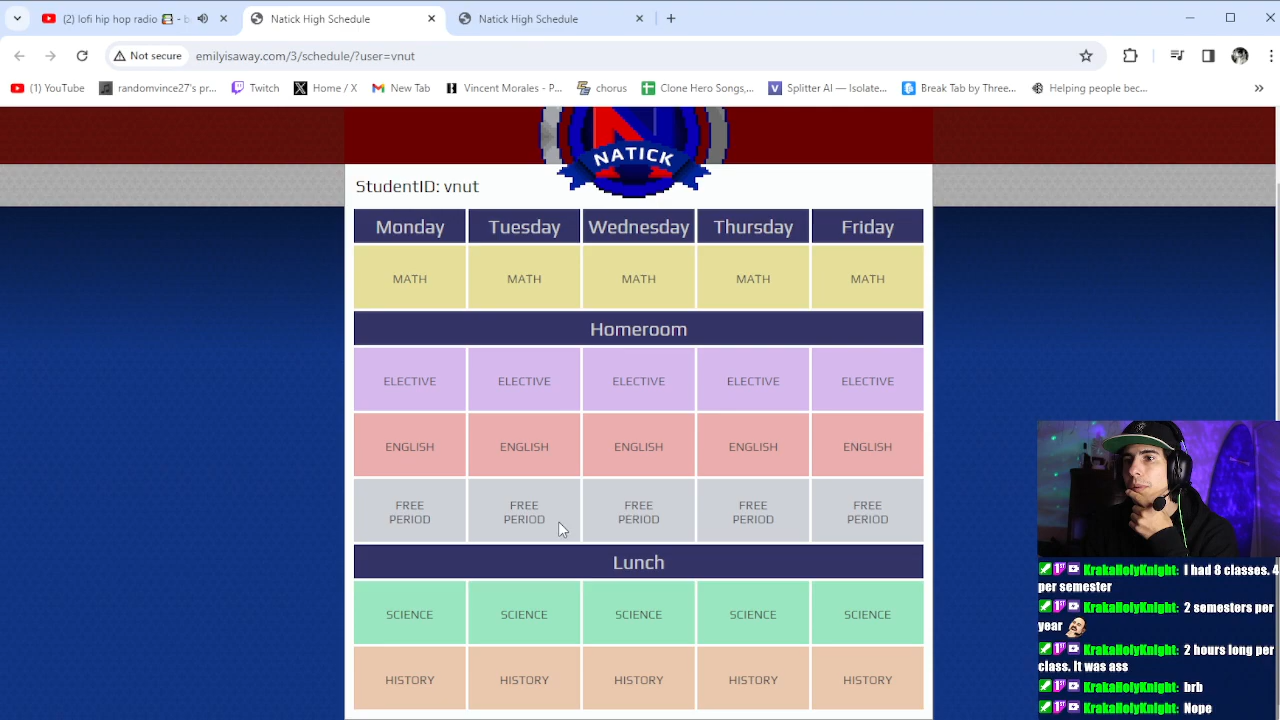 (2) lofi hip hop radio
Natick High Schedule
Natick High Schedule
Not secure
emilyisaway.com/3/schedule/?user=vnut
(1) YouTube
randomvince27's pr...
Twitch
Home / X
New Tab
Vincent Morales - P...
chorus
Clone Hero Songs,...
Splitter AI — Isolate...
Break Tab by Three...
Helping people bec...
NATICK
StudentID: vnut
Monday Tuesday Wednesday Thursday Friday
MATH MATH MATH MATH MATH
Homeroom
ELECTIVE ELECTIVE ELECTIVE ELECTIVE ELECTIVE
ENGLISH ENGLISH ENGLISH ENGLISH ENGLISH
FREE FREE FREE FREE FREE
PERIOD PERIOD PERIOD PERIOD PERIOD
Lunch
SCIENCE SCIENCE SCIENCE SCIENCE SCIENCE
HISTORY HISTORY HISTORY HISTORY HISTORY
KrakaHolyKnight: I had 8 classes. 4
per semester
KrakaHolyKnight: 2 semesters per
year
KrakaHolyKnight: 2 hours long per
class. It was ass
KrakaHolyKnight: brb
KrakaHolyKnight: Nope